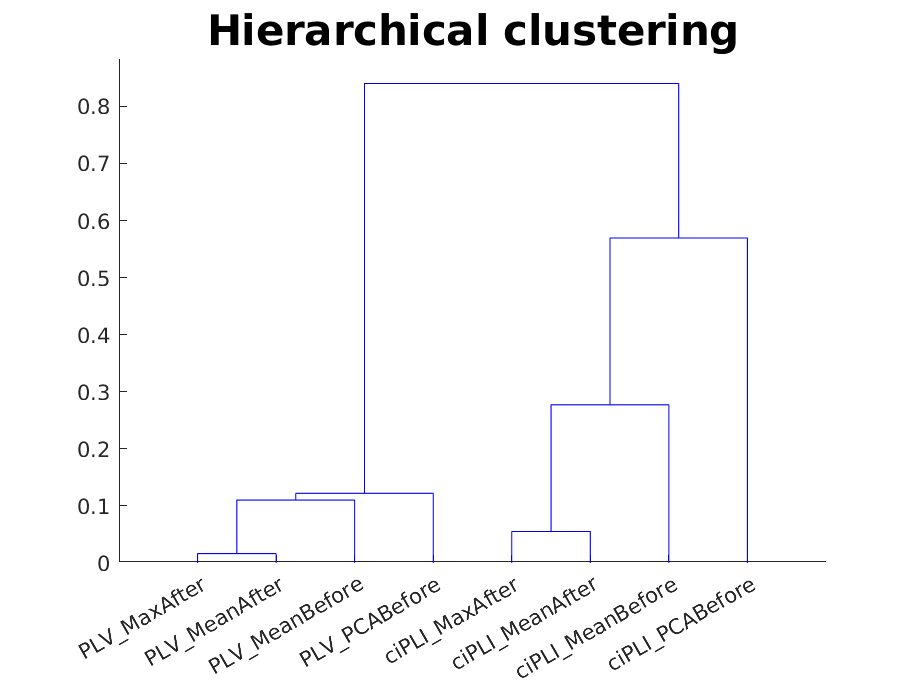 Hierarchical clustering
0.8
0.7
0.6
0.5
0.4
0.3
0.2
0.1
0
PLV_MaxAfter
PLV_MeanAfter
PLV_MeanBefore
PLV_PCABefore
ciPLI_MaxAfter
ciPLI_MeanAfter
ciPLI_MeanBefore
ciPLI_PCABefore